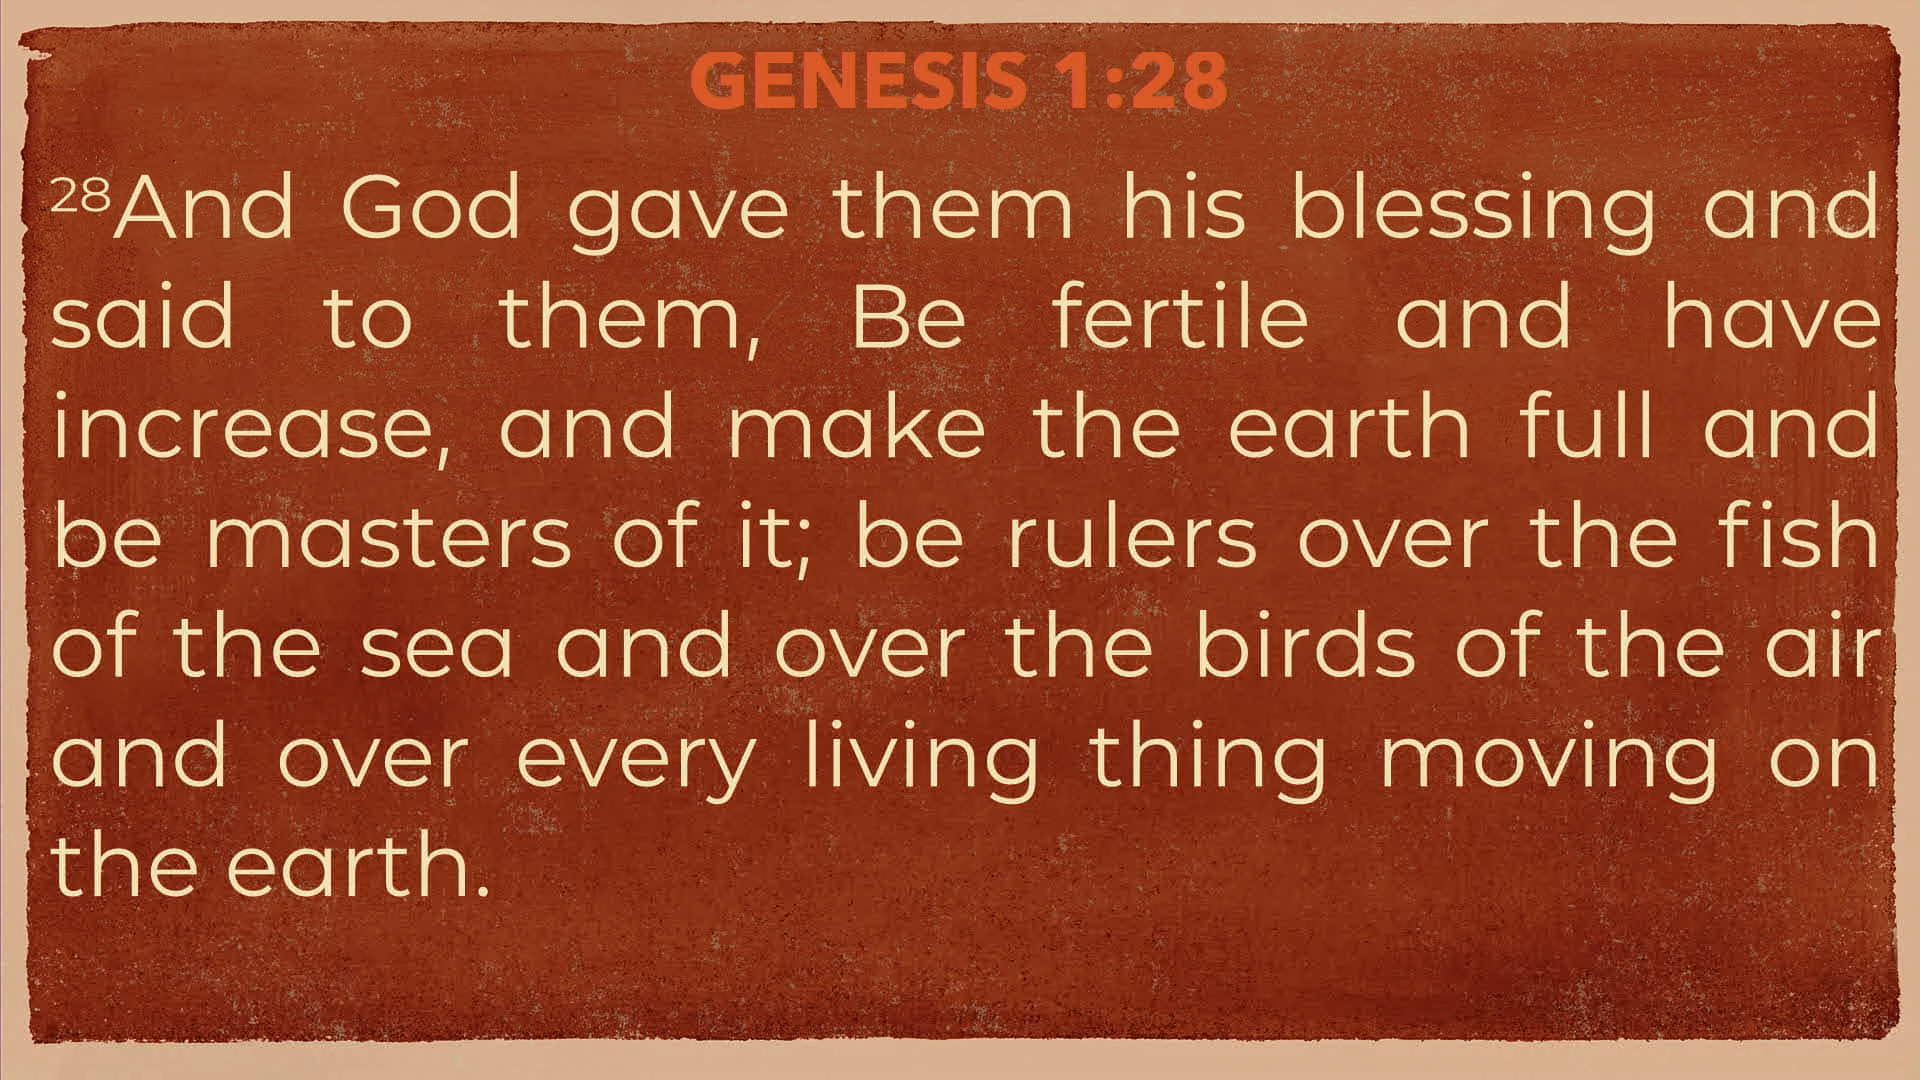 GENESIS 1:28
28And God gave them his blessing and
said to them, Be fertile and have
increase, and make the earth full and
be masters of it; be rulers over the fish
of the sea and over the birds of the air
and over every living thing moving on
the earth.